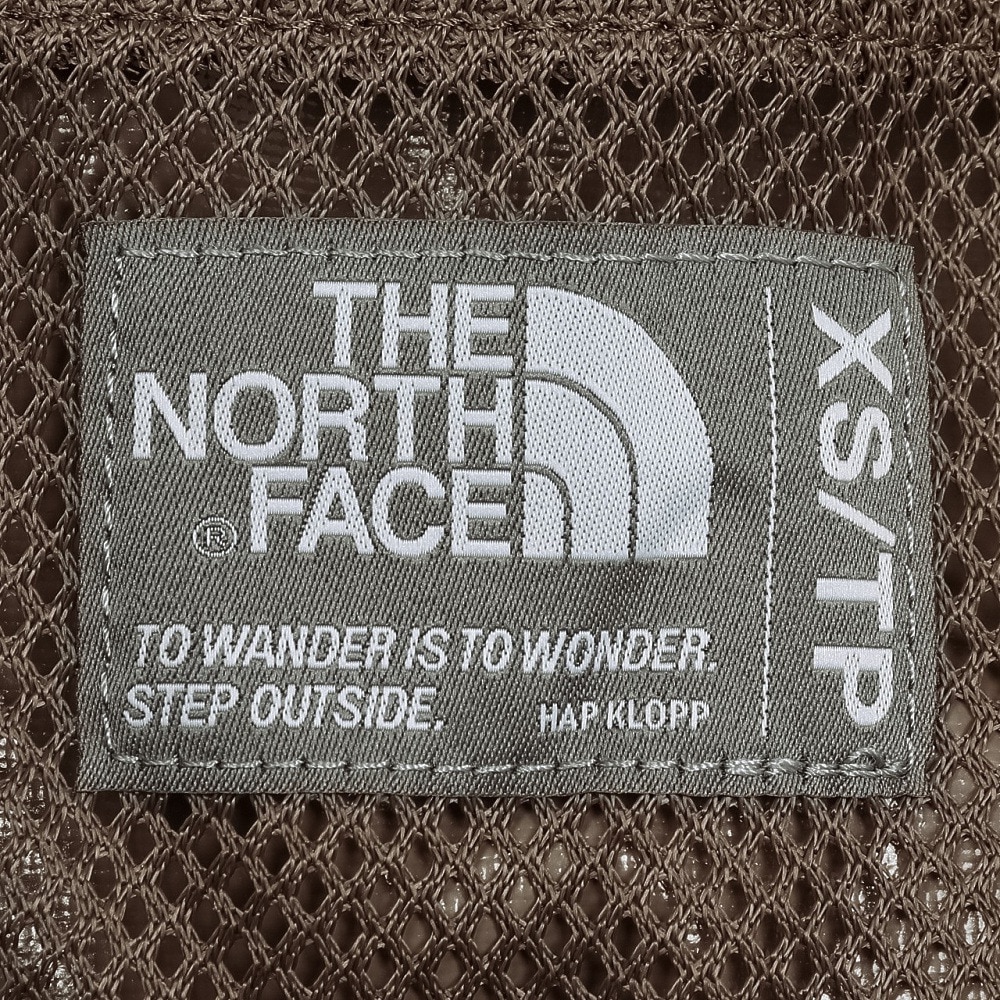 THE
NORTH
FACE
®
TO WANDER IS TO WONDER.
STEP OUTSIDE.
HAP KLOPP
XS/TP